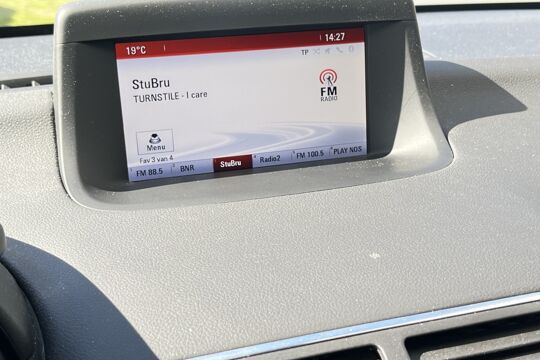 19°C 14:27
TP
StuBru
TURNSTILE - I care
FM
RADIO
Menu
Fav 3 van 4
FM 88.5 BNR StuBru Radio2 FM 100.5 PLAY NOS